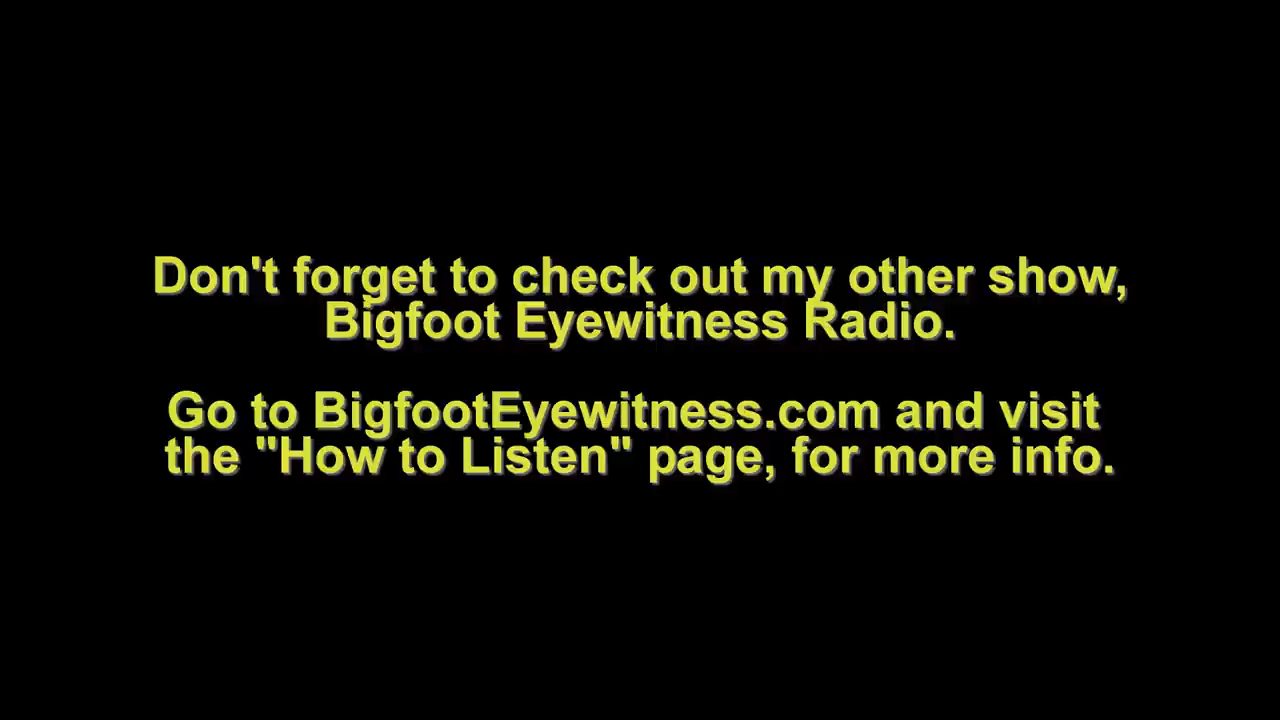 Don't forget to check out my other show,
Bigfoot Eyewitness Radio.
Go to BigfootEyewitness.com and visit
the "How to Listen" page, for more info.